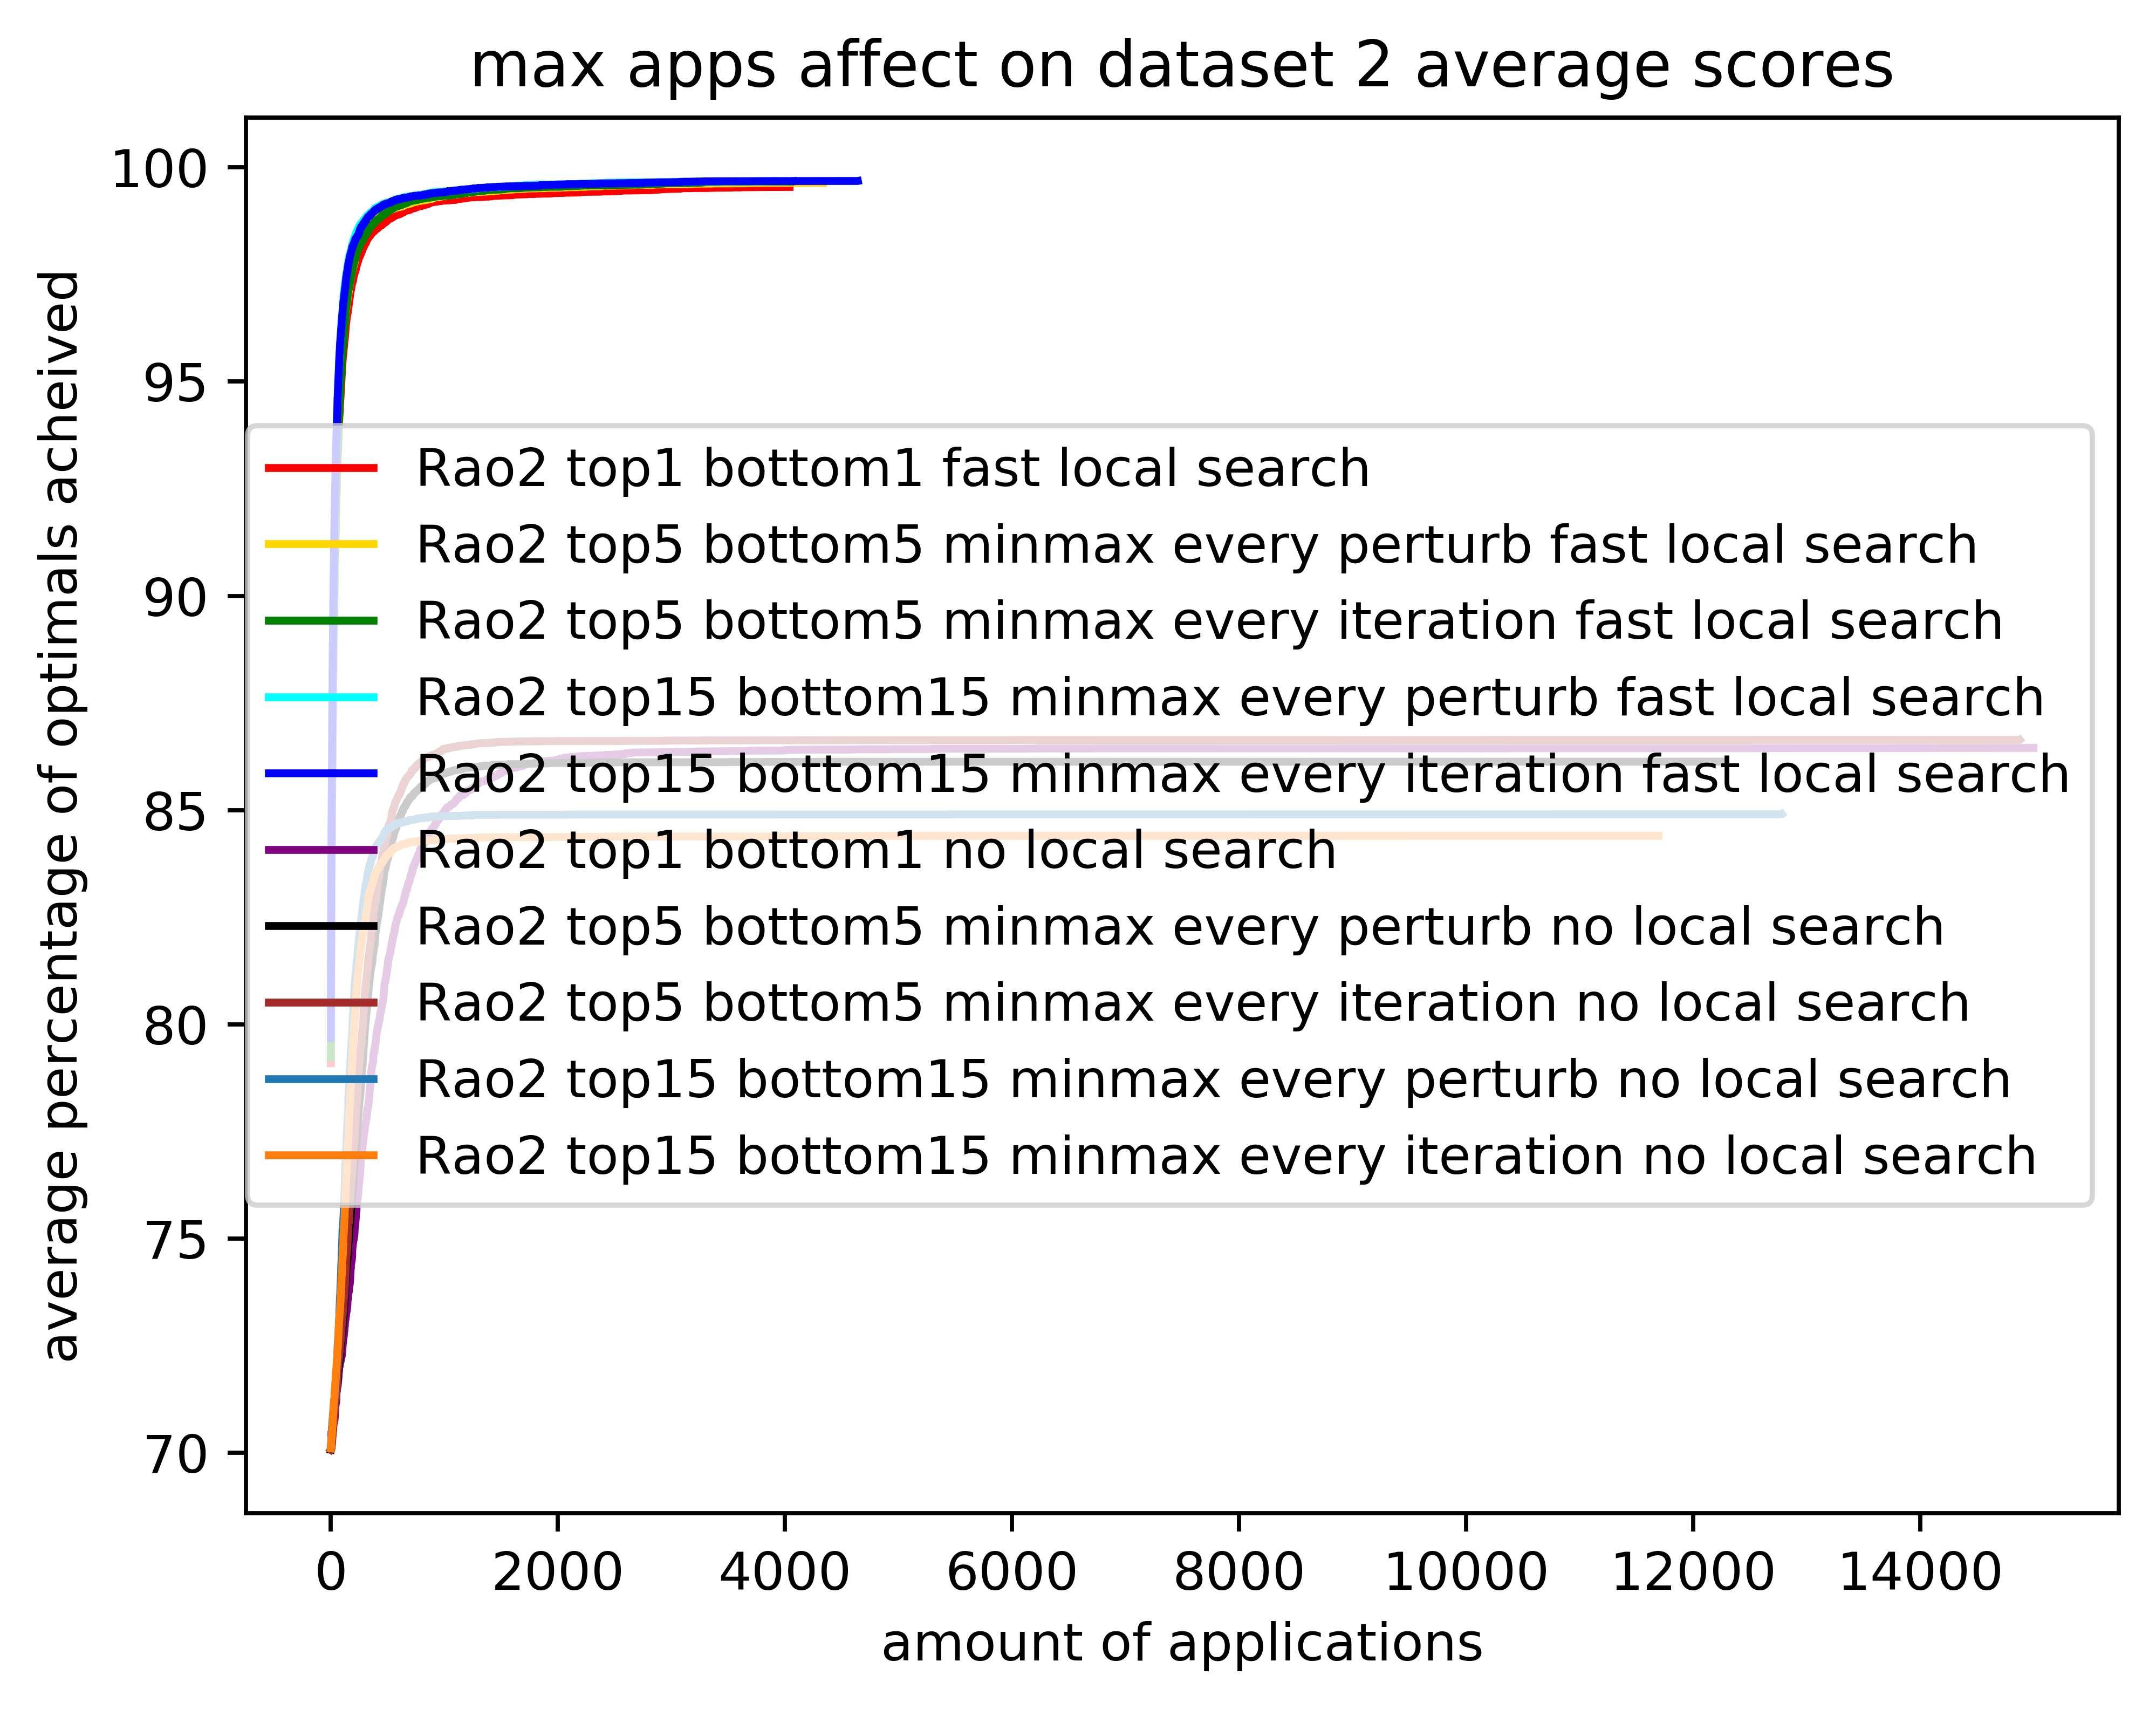 max apps affect on dataset 2 average scores
average percentage of optimals acheived
100
95
90
85
80
75
70
Rao2 top1 bottom1 fast local search
Rao2 top5 bottom5 minmax every perturb fast local search
Rao2 top5 bottom5 minmax every iteration fast local search
Rao2 top15 bottom15 minmax every perturb fast local search
Rao2 top15 bottom15 minmax every iteration fast local search
Rao2 top1 bottom1 no local search
Rao2 top5 bottom5 minmax every perturb no local search
Rao2 top5 bottom5 minmax every iteration no local search
Rao2 top15 bottom15 minmax every perturb no local search
Rao2 top15 bottom15 minmax every iteration no local search
0 2000 4000 6000 8000 10000 12000 14000
amount of applications